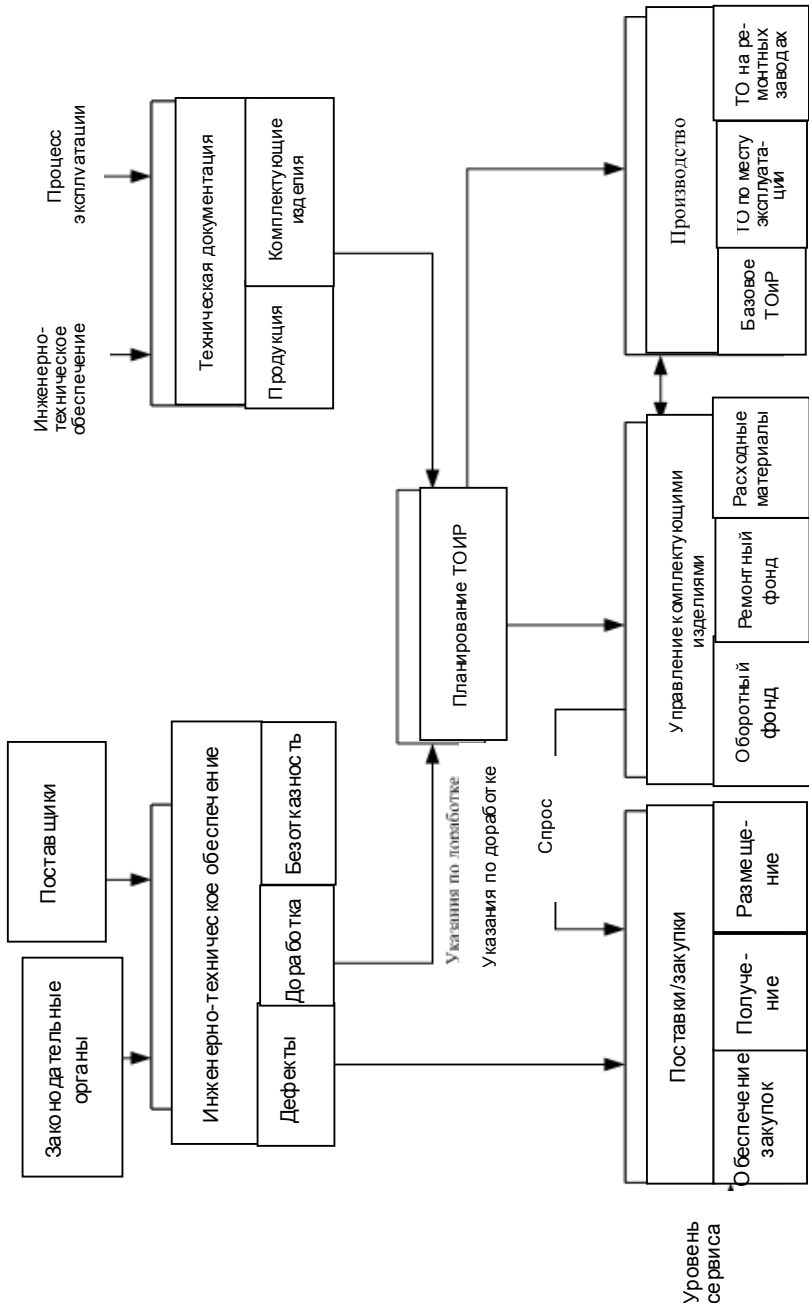 Законодательные
органы
Поставщики
Инженерно-техническое обеспечение
Дефекты
Доработка
Безотказность
Инженерно-
техническое
обеспечение
Процесс
эксплуатации
Техническая документация
Продукция
Комплектующие
изделия
Указания по доработке
Указания по доработке
Планирование ТОИР
Спрос
Уровень
сервиса
Поставки/закупки
Обеспечение
закупок
Получе-
ние
Размеще-
ние
Управление комплектующими
изделиями
Оборотный
фонд
Ремонтный
фонд
Расходные
материалы
Производство
Базовое
ТОиР
ТО по месту
эксплуата-
ции
ТО на ре-
монтных
заводах